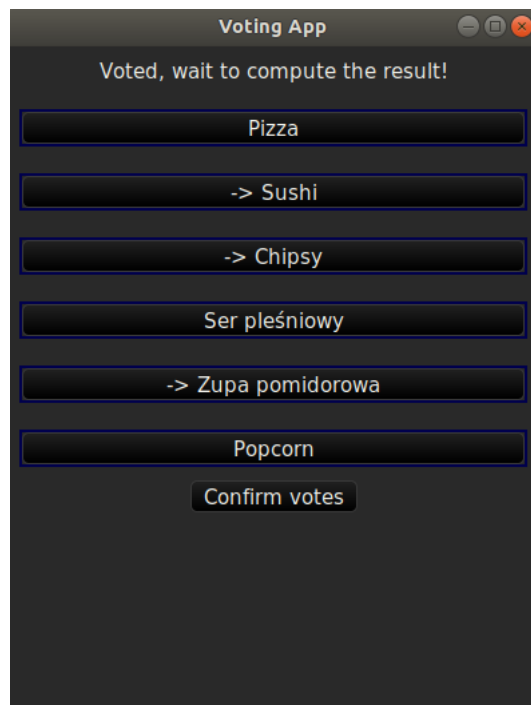 Voting App
Voted, wait to compute the result!
Pizza
-> Sushi
-> Chipsy
Ser pleśniowy
-> Zupa pomidorowa
Popcorn
Confirm votes